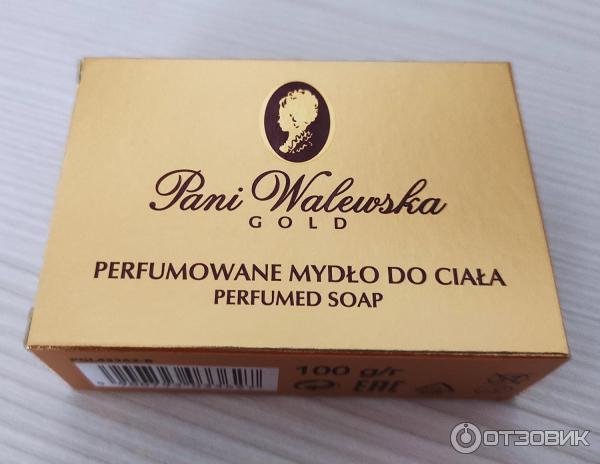 Pani Walewska
GOLD
PERFUMOWANE MYDŁO DO CIAŁA
PERFUMED SOAP
100 g/r
EAC
ОТЗОВИК